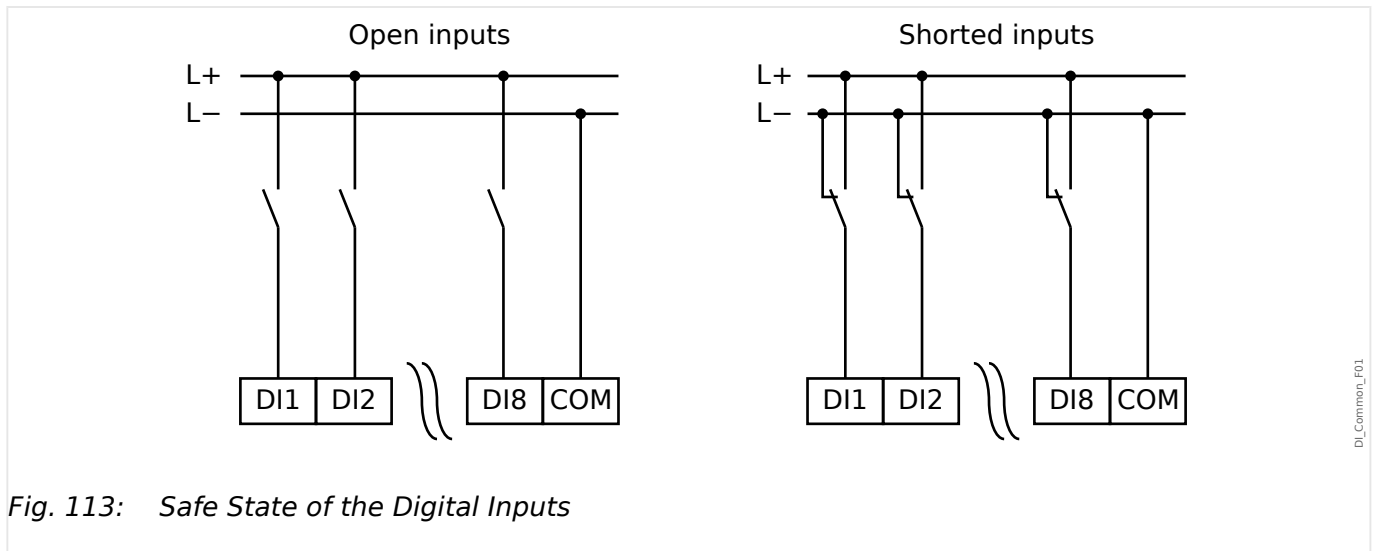 Open inputs
L+
L−
DI1 DI2 DI8 COM
Shorted inputs
L+
L−
DI1 DI2 DI8 COM
DI_Common_F01
Fig. 113: Safe State of the Digital Inputs